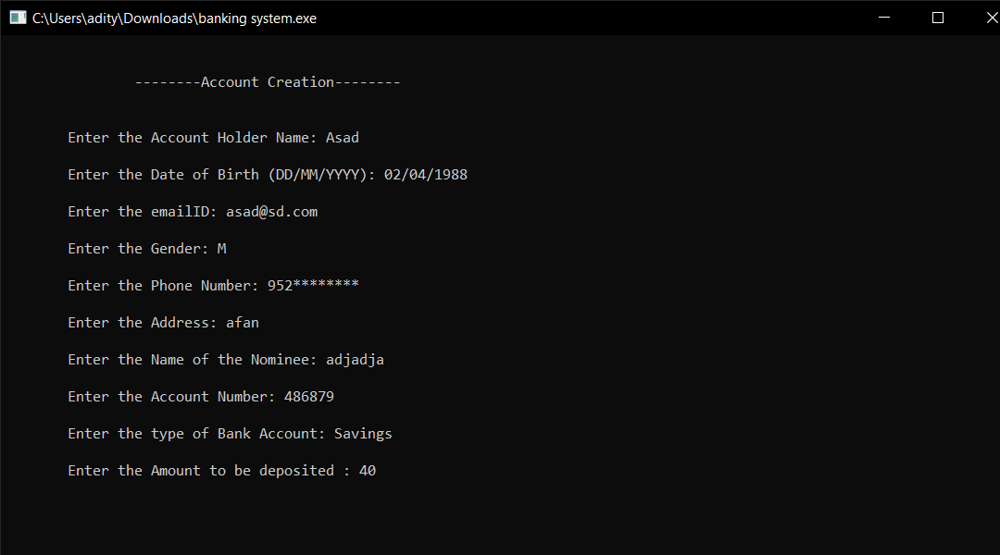 C:\Users\adity\Downloads\banking system.exe
--------Account Creation--------
Enter the Account Holder Name: Asad
Enter the Date of Birth (DD/MM/YYYY): 02/04/1988
Enter the emailID: asad@sd.com
Enter the Gender: M
Enter the Phone Number: 952********
Enter the Address: afan
Enter the Name of the Nominee: adjadja
Enter the Account Number: 486879
Enter the type of Bank Account: Savings
Enter the Amount to be deposited : 40